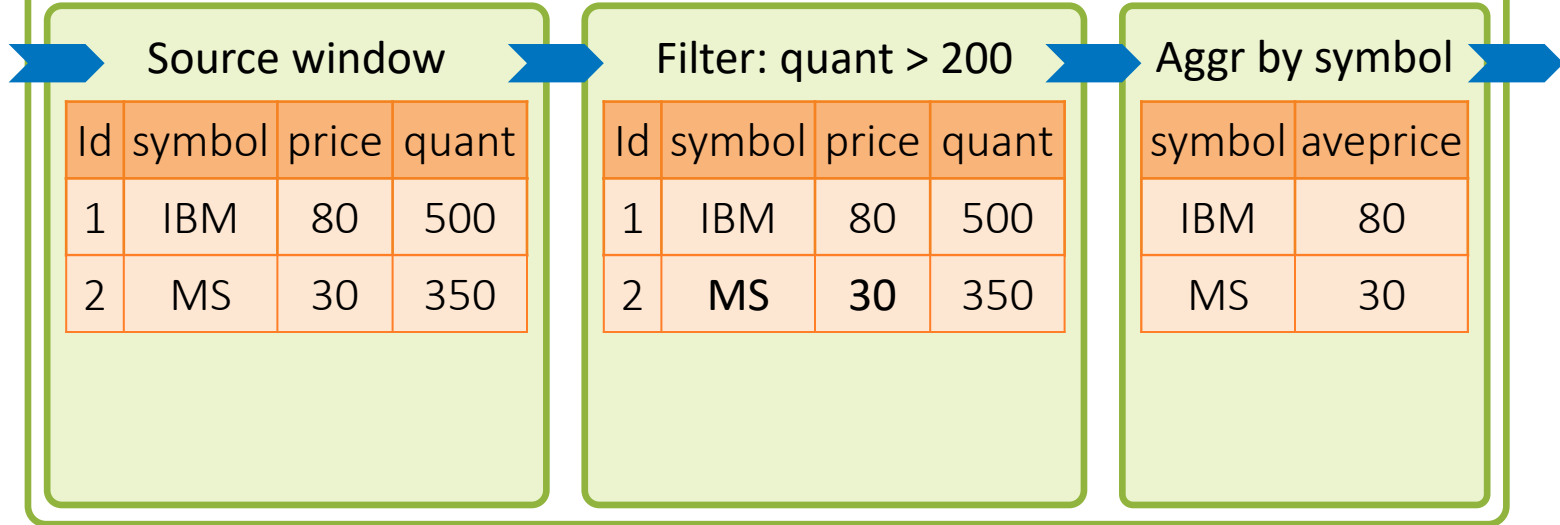 Source window
Id symbol price quant
1 IBM 80 500
2 MS 30 350
Filter: quant > 200
Id symbol price quant
1 IBM 80 500
2 MS 30 350
Aggr by symbol
symbol aveprice
IBM 80
MS 30